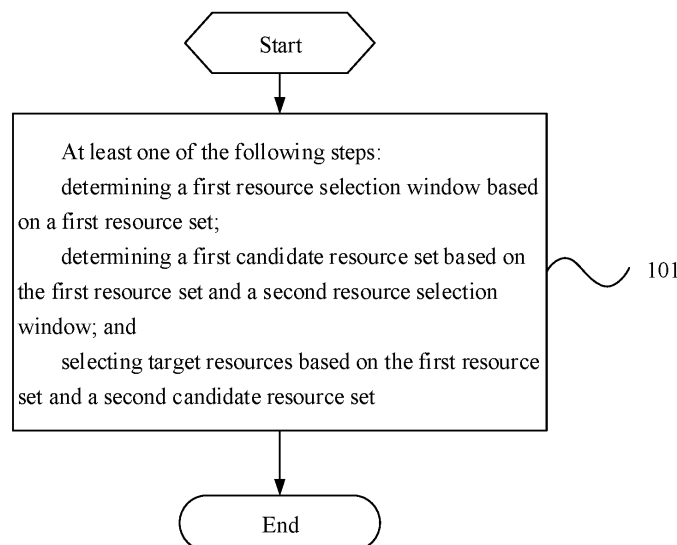 Start
At least one of the following steps:
determining a first resource selection window based
on a first resource set;
determining a first candidate resource set based on
the first resource set and a second resource selection
window; and
selecting target resources based on the first resource
set and a second candidate resource set
101
End